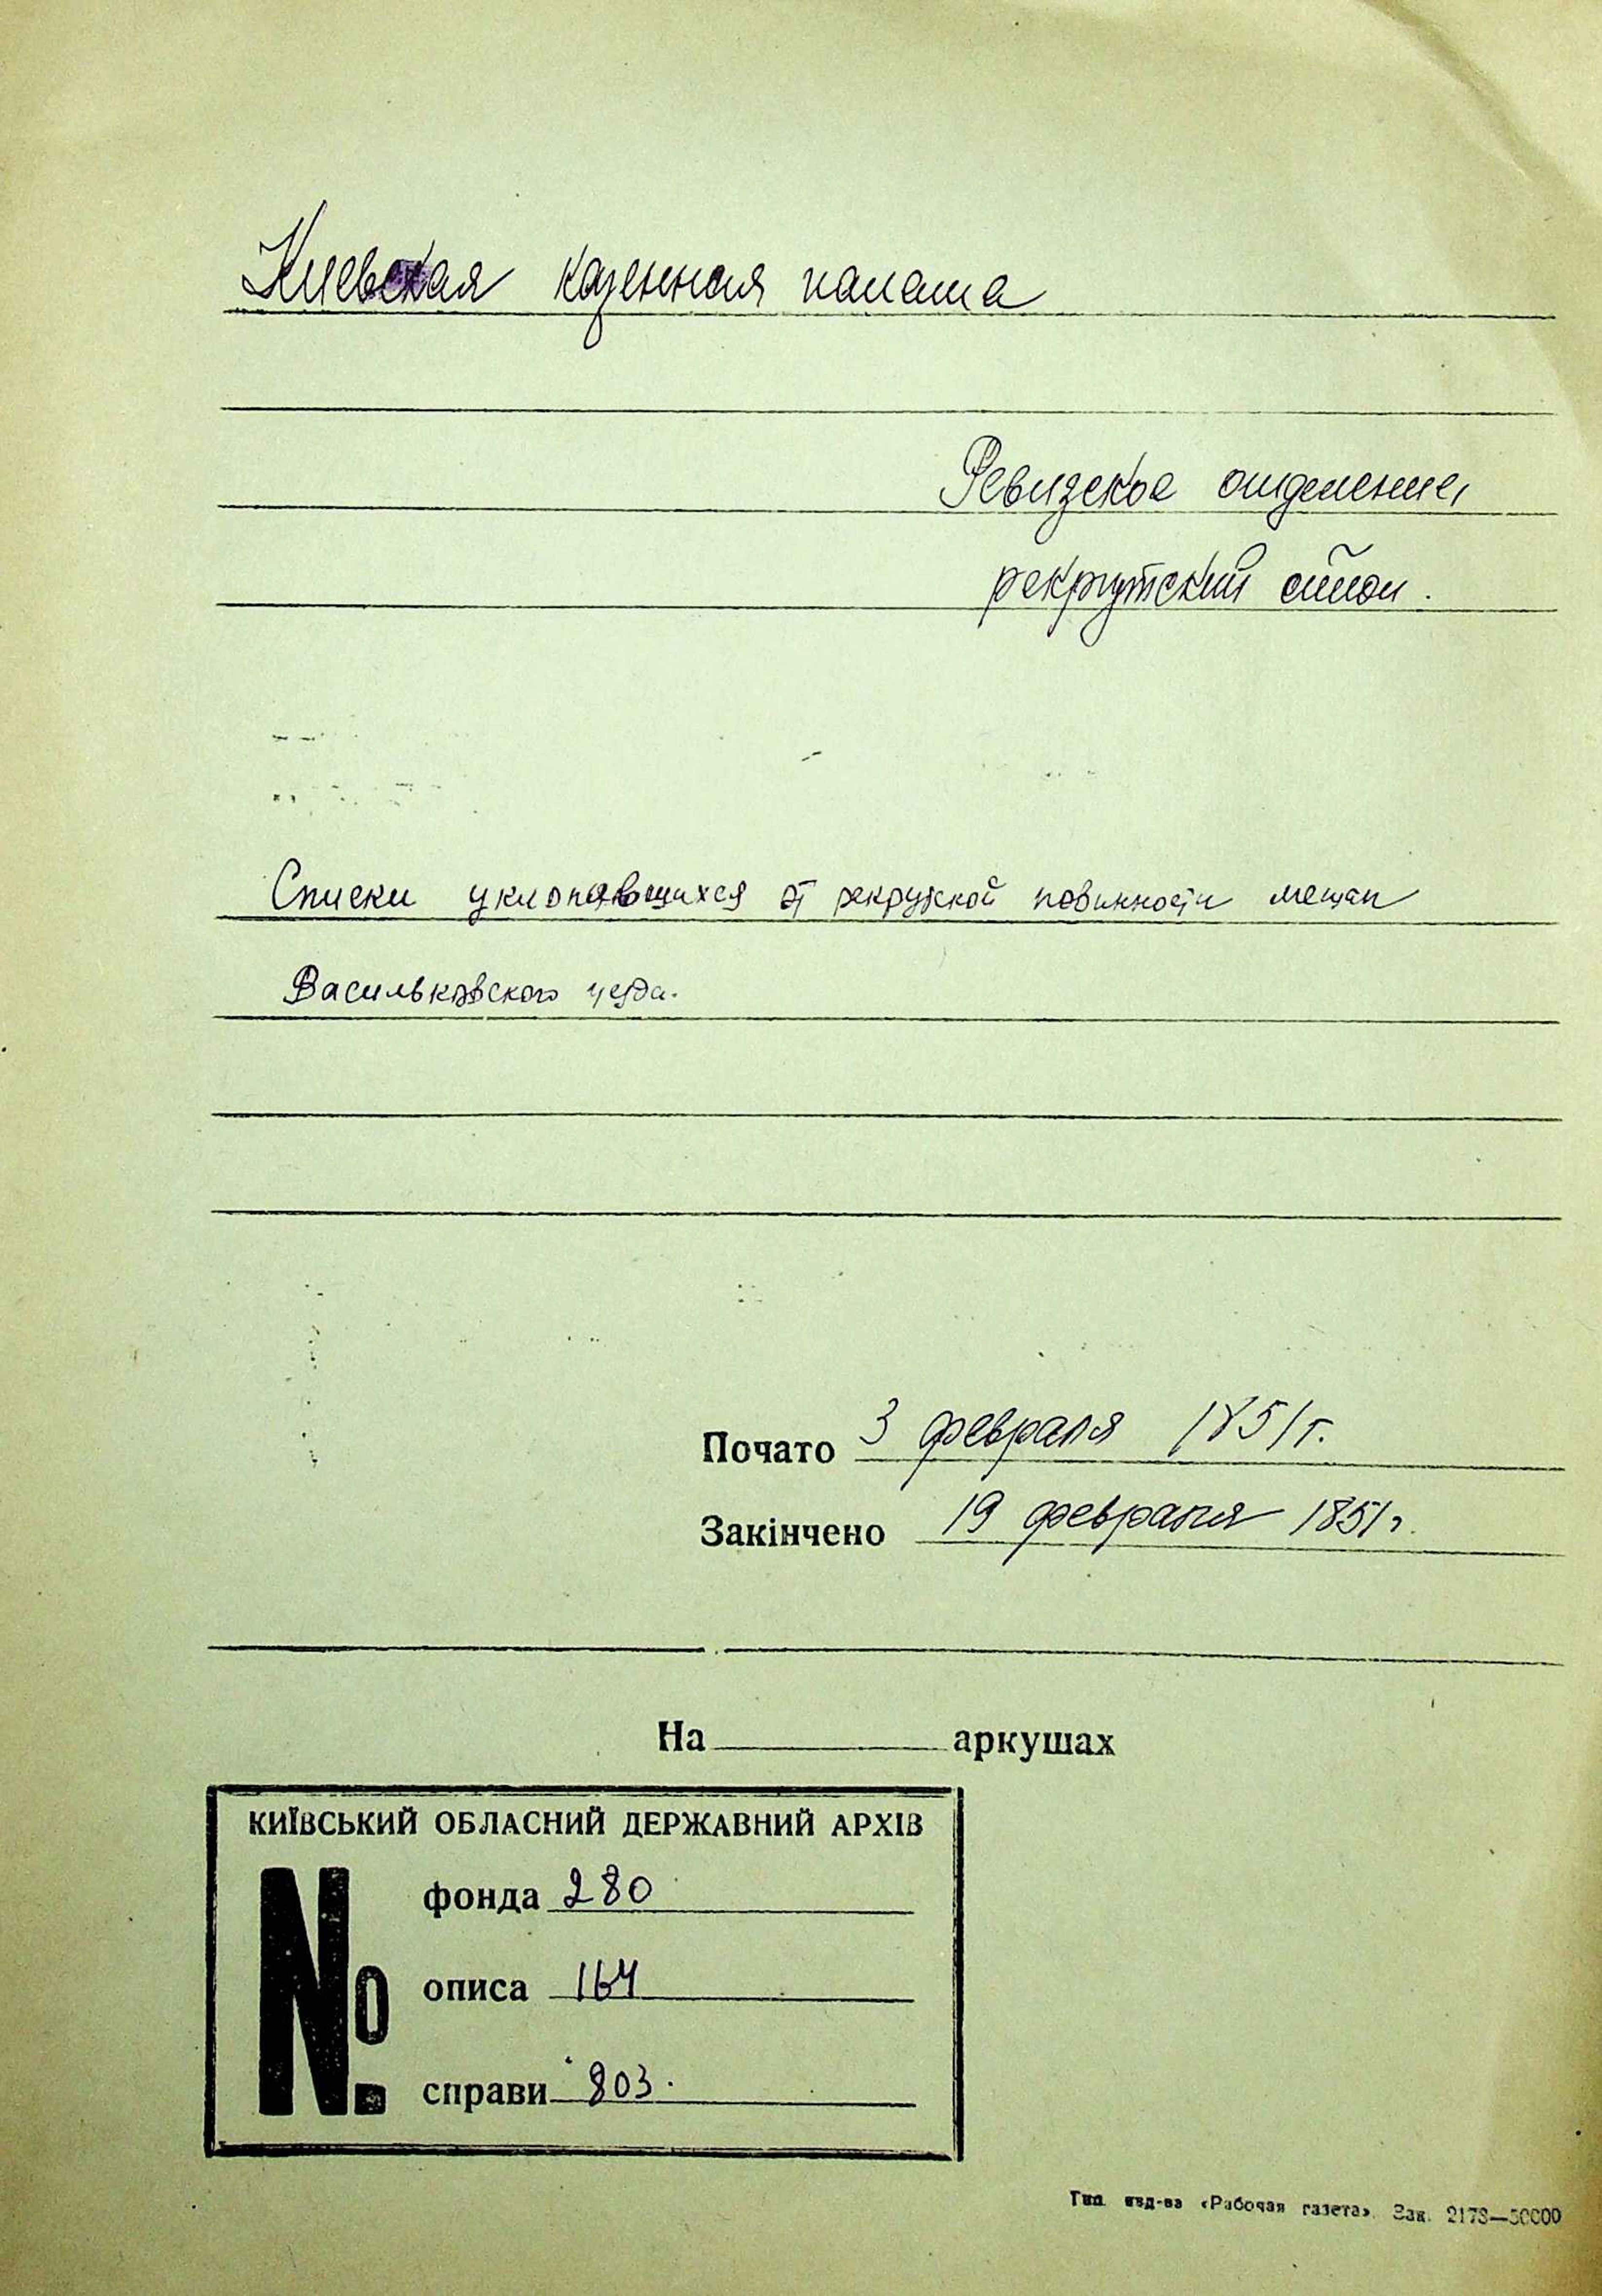 Киевская казенная палата
Ревизское отделение,
рекрутский стол.
Списки уклоняющихся от рекрутской повинности мещан
Васильковского уезда.
Почато 3 февраля 1851 г.
Закінчено 19 февраля 1851 г.
На аркушах
КИЇВСЬКИЙ ОБЛАСНИЙ ДЕРЖАВНИЙ АРХІВ
№
фонда 280
описа 164
справи 803.
Тип. изд-ва «Рабочая газета». Зак. 2178—50000